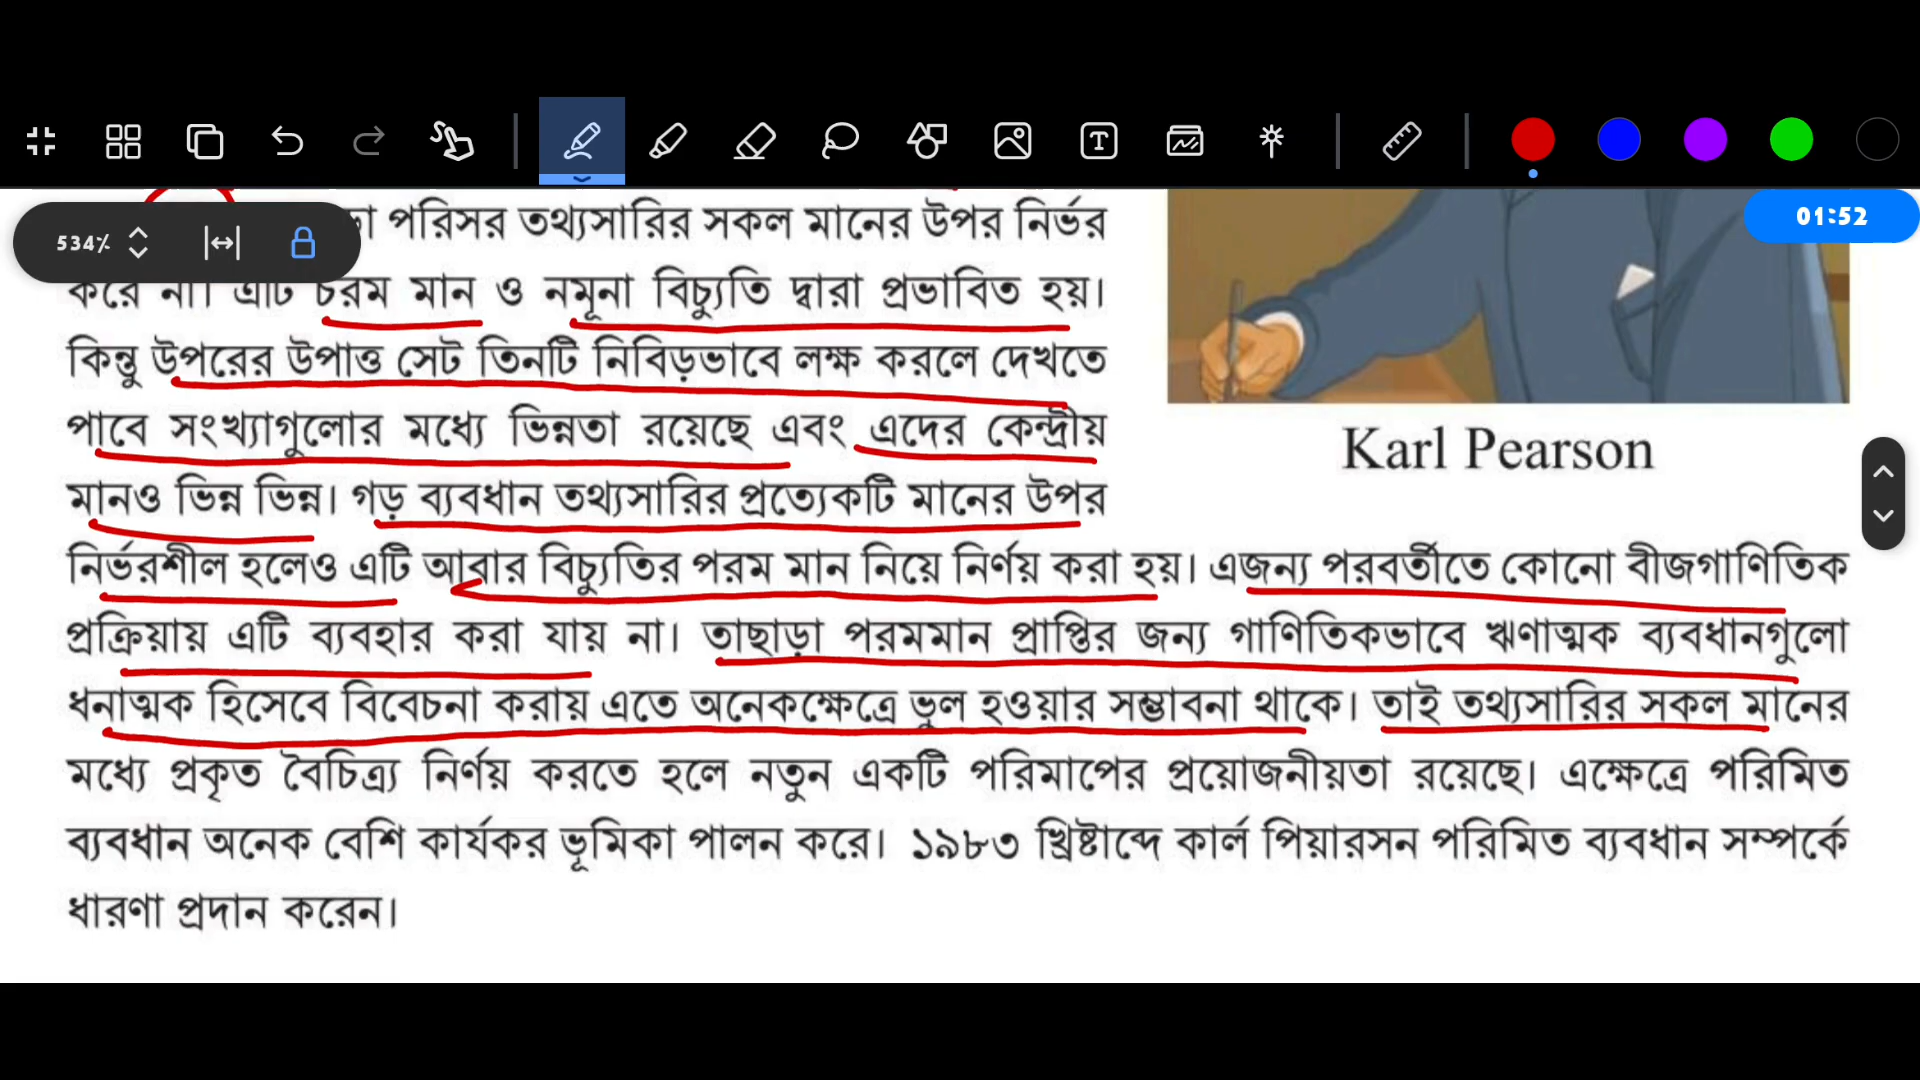 534%
01:52
পরিসর তথ্যসারির সকল মানের উপর নির্ভর
করে না। এটি চরম মান ও নমূনা বিচ্যুতি দ্বারা প্রভাবিত হয়।
কিন্তু উপরের উপাত্ত সেট তিনটি নিবিড়ভাবে লক্ষ করলে দেখতে
পাবে সংখ্যাগুলোর মধ্যে ভিন্নতা রয়েছে এবং এদের কেন্দ্রীয়
মানও ভিন্ন ভিন্ন। গড় ব্যবধান তথ্যসারির প্রত্যেকটি মানের উপর
Karl Pearson
নির্ভরশীল হলেও এটি আবার বিচ্যুতির পরম মান নিয়ে নির্ণয় করা হয়। এজন্য পরবর্তীতে কোনো বীজগাণিতিক
প্রক্রিয়ায় এটি ব্যবহার করা যায় না। তাছাড়া পরমমান প্রাপ্তির জন্য গাণিতিকভাবে ঋণাত্মক ব্যবধানগুলো
ধনাত্মক হিসেবে বিবেচনা করায় এতে অনেকক্ষেত্রে ভুল হওয়ার সম্ভাবনা থাকে। তাই তথ্যসারির সকল মানের
মধ্যে প্রকৃত বৈচিত্র্য নির্ণয় করতে হলে নতুন একটি পরিমাপের প্রয়োজনীয়তা রয়েছে। এক্ষেত্রে পরিমিত
ব্যবধান অনেক বেশি কার্যকর ভূমিকা পালন করে। ১৯৮৩ খ্রিষ্টাব্দে কার্ল পিয়ারসন পরিমিত ব্যবধান সম্পর্কে
ধারণা প্রদান করেন।